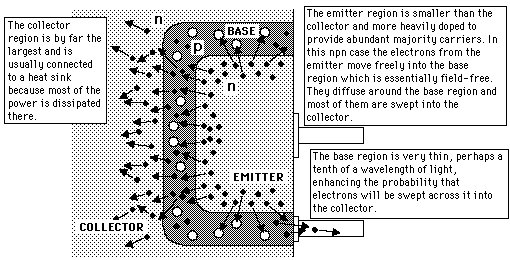 The collector
region is by far the
largest and is
usually connected
to a heat sink
because most of the
power is dissipated
there.
n
BASE
p
n
EMITTER
COLLECTOR
The emitter region is smaller than the
collector and more heavily doped to
provide abundant majority carriers. In
this npn case the electrons from the
emitter move freely into the base
region which is essentially field-free.
They diffuse around the base region and
most of them are swept into the
collector.
The base region is very thin, perhaps a
tenth of a wavelength of light,
enhancing the probability that
electrons will be swept across it into
the collector.